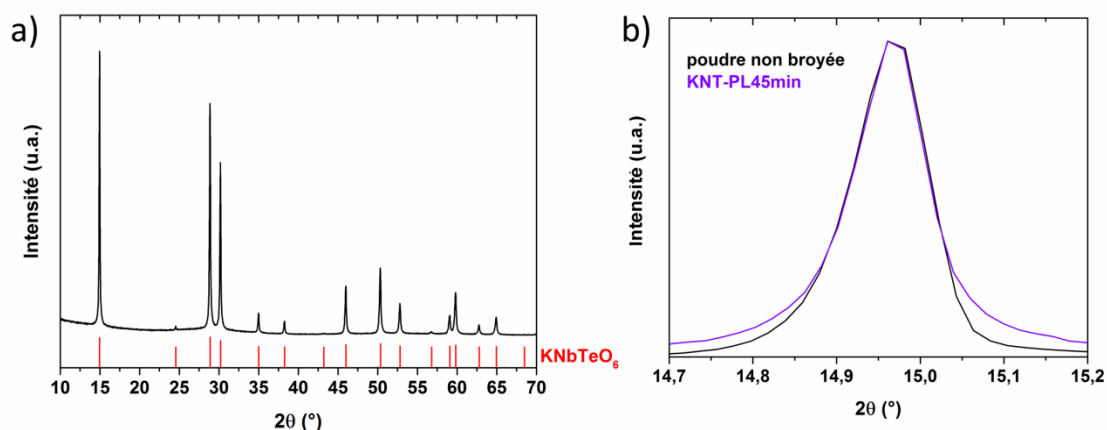 a)
Intensité (u.a.)
KNbTeO₆
10 15 20 25 30 35 40 45 50 55 60 65 70
2θ (°)
b)
poudre non broyée
KNT-PL45min
Intensité (u.a.)
14,7 14,8 14,9 15,0 15,1 15,2
2θ (°)